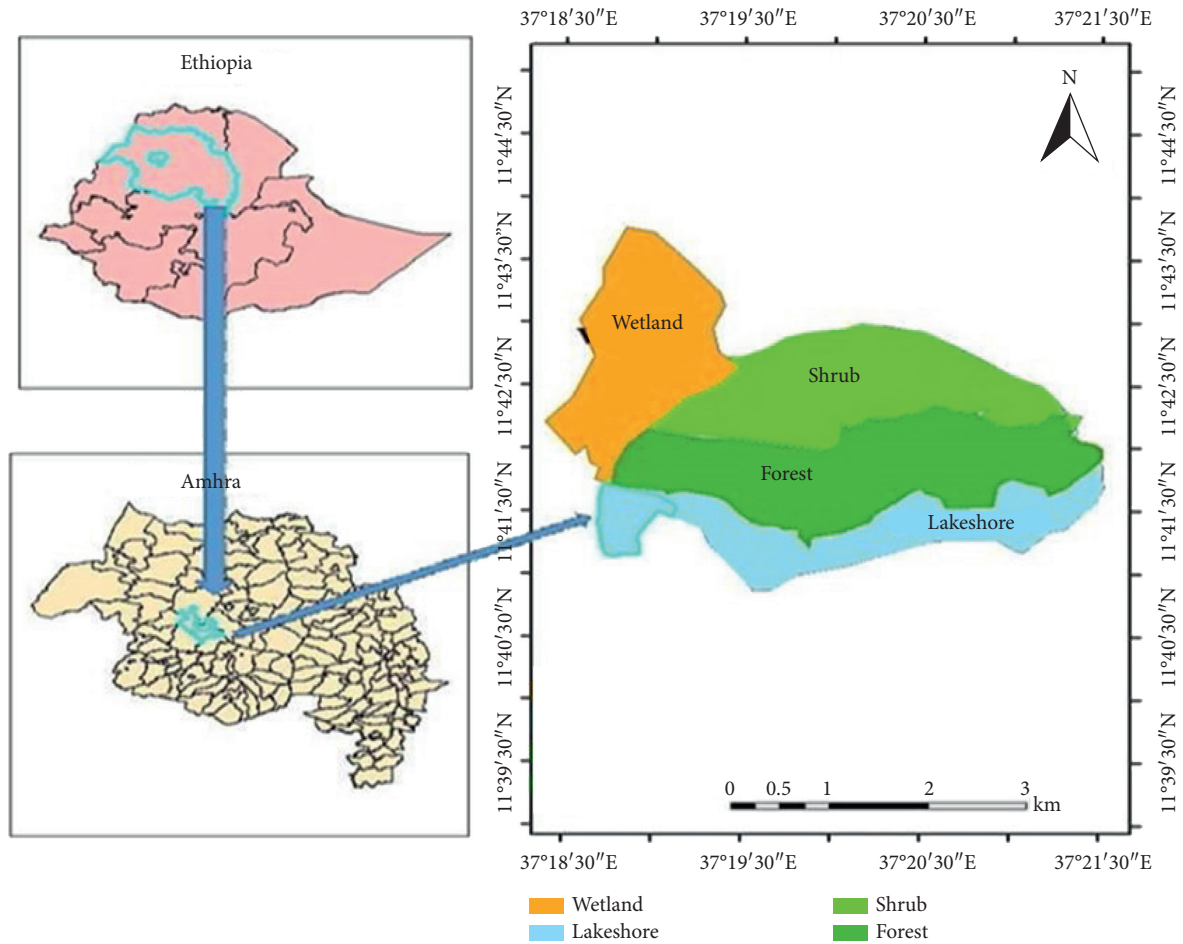 Ethiopia
Amhra
37°18′30″E
37°19′30″E
37°20′30″E
37°21′30″E
N
11°44′30″N
11°43′30″N
11°42′30″N
11°41′30″N
11°40′30″N
11°39′30″N
Wetland
Shrub
Forest
Lakeshore
11°44′30″N
11°43′30″N
11°42′30″N
11°41′30″N
11°40′30″N
11°39′30″N
0 0.5 1 2 3
km
37°18′30″E
37°19′30″E
37°20′30″E
37°21′30″E
Wetland
Lakeshore
Shrub
Forest